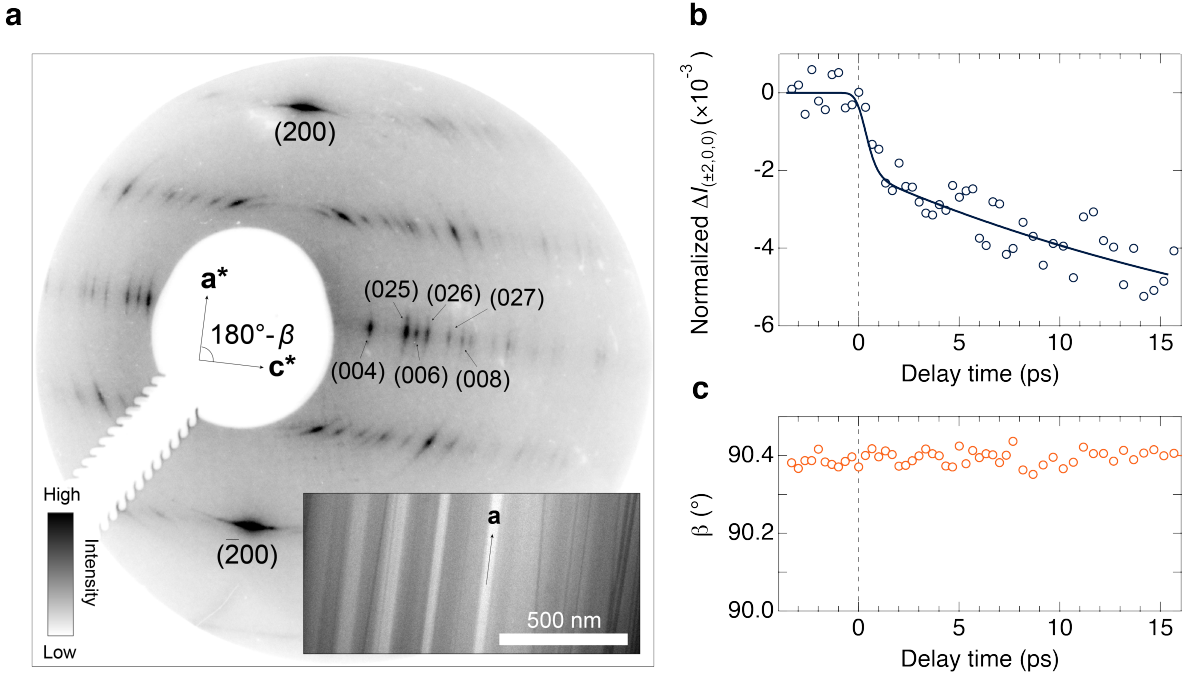 a
(200)
a*
180°-β
c*
(025)
(026)
(027)
(004)
(006)
(008)
(2̅00)
High
Intensity
Low
a
500 nm
b
Normalized ΔI(±2,0,0) (×10⁻³)
0
-2
-4
-6
0
5
10
15
Delay time (ps)
c
β (°)
90.4
90.2
90.0
0
5
10
15
Delay time (ps)